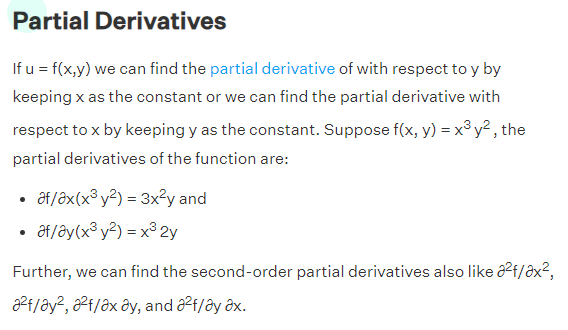 Partial Derivatives
If u = f(x,y) we can find the partial derivative of with respect to y by
keeping x as the constant or we can find the partial derivative with
respect to x by keeping y as the constant. Suppose f(x, y) = x³ y² , the
partial derivatives of the function are:
• ∂f/∂x(x³ y²) = 3x²y and
• ∂f/∂y(x³ y²) = x³ 2y
Further, we can find the second-order partial derivatives also like ∂²f/∂x²,
∂²f/∂y², ∂²f/∂x ∂y, and ∂²f/∂y ∂x.